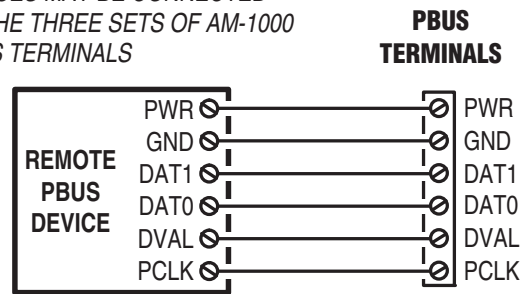 MAY BE CONNECTED
THE THREE SETS OF AM-1000
TERMINALS
PBUS
TERMINALS
REMOTE
PBUS
DEVICE
PWR
GND
DAT1
DAT0
DVAL
PCLK
PWR
GND
DAT1
DAT0
DVAL
PCLK